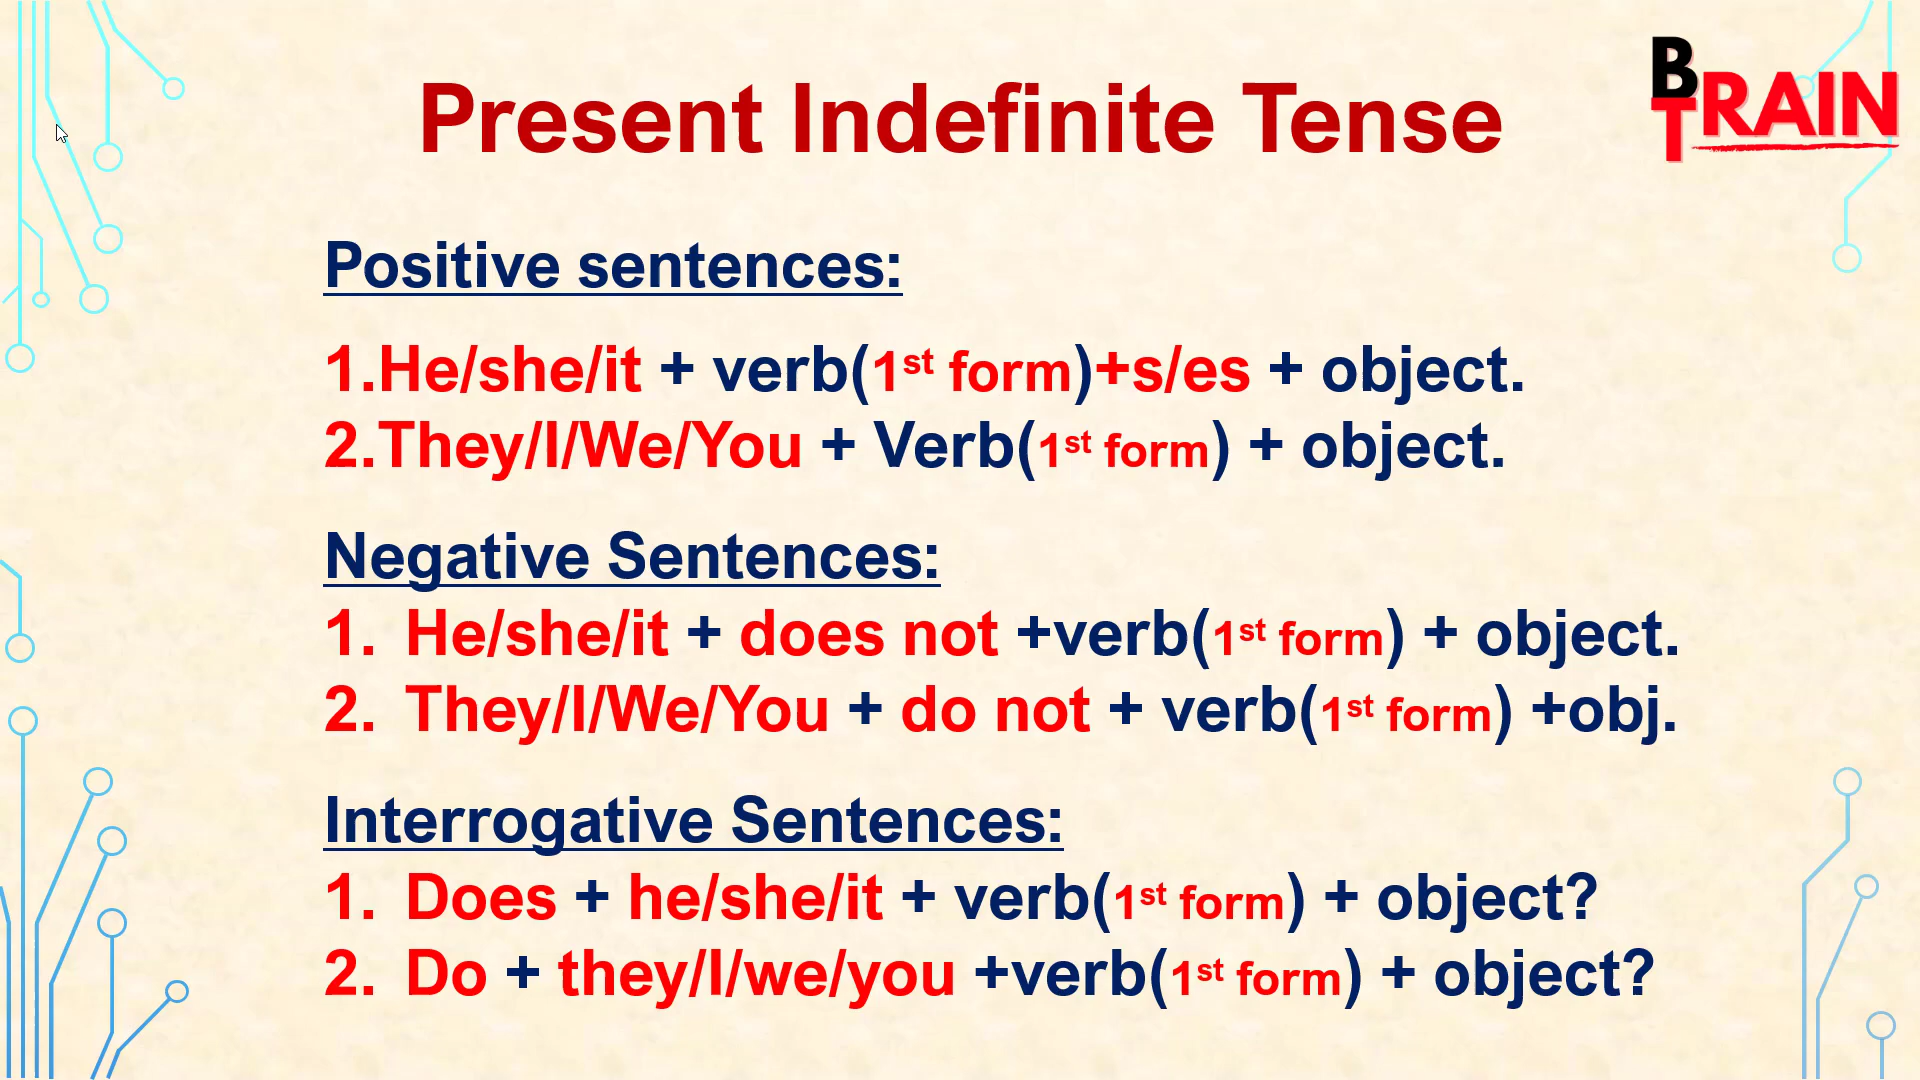 Present Indefinite Tense
BRAIN
T
Positive sentences:
1.He/she/it + verb(1st form)+s/es + object.
2.They/I/We/You + Verb(1st form) + object.
Negative Sentences:
1. He/she/it + does not +verb(1st form) + object.
2. They/I/We/You + do not + verb(1st form) +obj.
Interrogative Sentences:
1. Does + he/she/it + verb(1st form) + object?
2. Do + they/I/we/you +verb(1st form) + object?